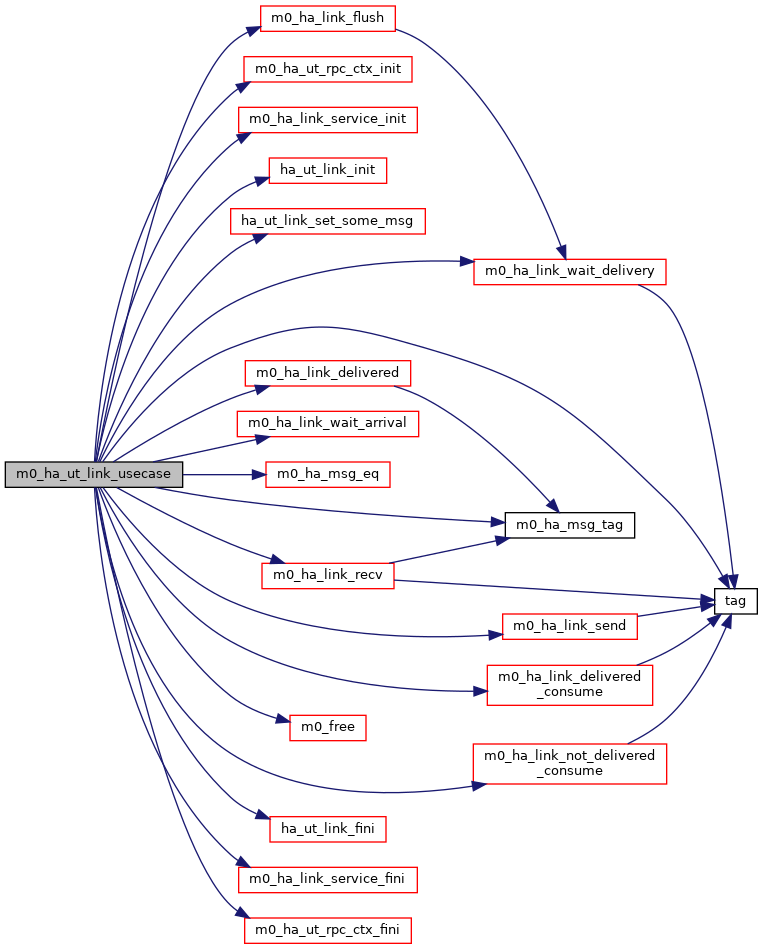 m0_ha_link_flush
m0_ha_ut_rpc_ctx_init
m0_ha_link_service_init
ha_ut_link_init
ha_ut_link_set_some_msg
m0_ha_link_wait_delivery
m0_ha_link_delivered
m0_ha_link_wait_arrival
m0_ha_ut_link_usecase
m0_ha_msg_eq
m0_ha_msg_tag
m0_ha_link_recv
tag
m0_ha_link_send
m0_ha_link_delivered
_consume
m0_free
m0_ha_link_not_delivered
_consume
ha_ut_link_fini
m0_ha_link_service_fini
m0_ha_ut_rpc_ctx_fini